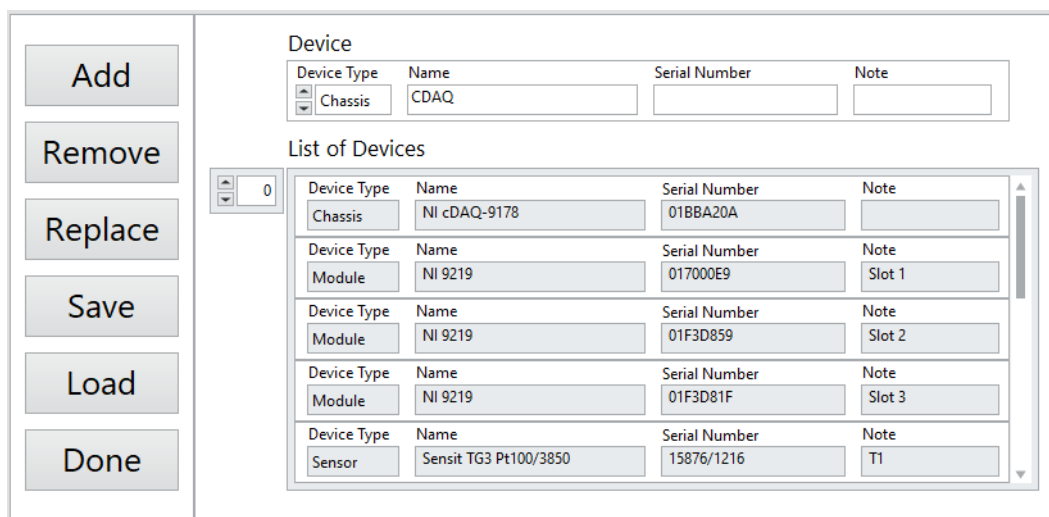 Add
Remove
Replace
Save
Load
Done
Device
Device Type Name Serial Number Note
Chassis CDAQ
List of Devices
0
Device Type Name Serial Number Note
Chassis NI cDAQ-9178 01BBA20A
Device Type Name Serial Number Note
Module NI 9219 017000E9 Slot 1
Device Type Name Serial Number Note
Module NI 9219 01F3D859 Slot 2
Device Type Name Serial Number Note
Module NI 9219 01F3D81F Slot 3
Device Type Name Serial Number Note
Sensor Sensit TG3 Pt100/3850 15876/1216 T1